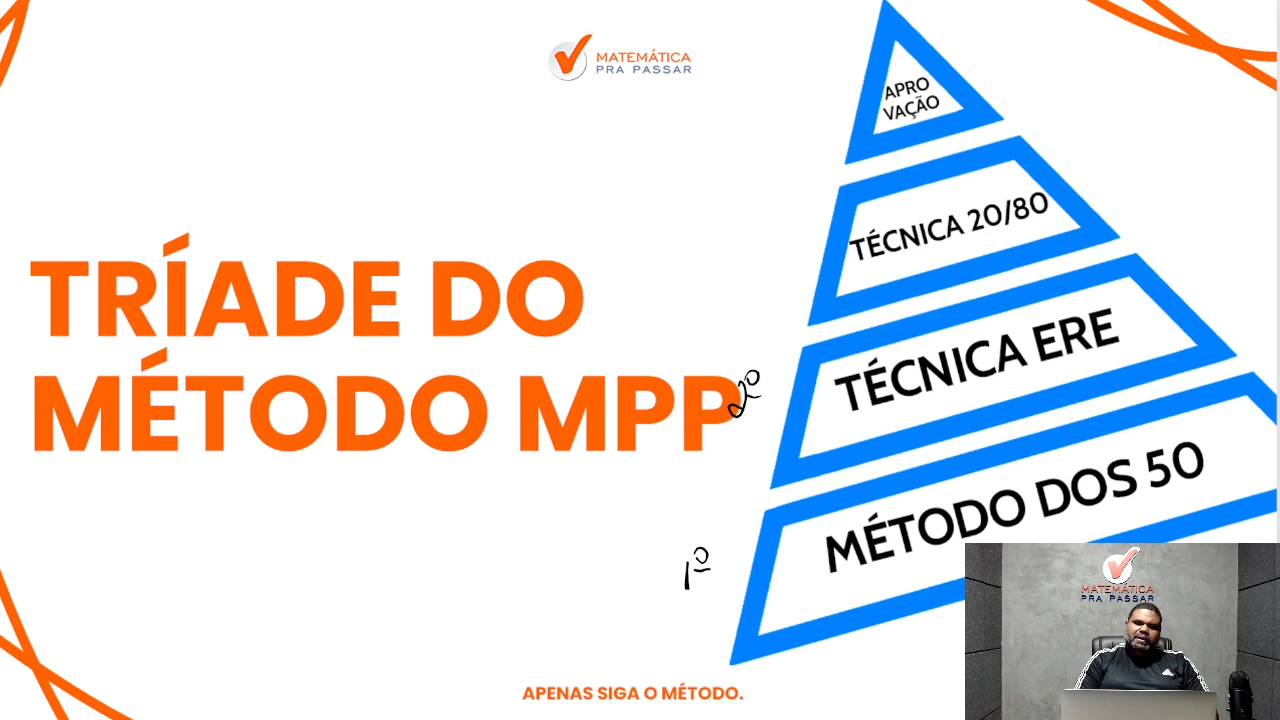 MATEMÁTICA
PRA PASSAR
APRO
VAÇÃO
TÉCNICA 20/80
TRÍADE DO
MÉTODO MPP
2º
TÉCNICA ERE
1º
MÉTODO DOS 50
MATEMÁTICA
PRA PASSAR
APENAS SIGA O MÉTODO.